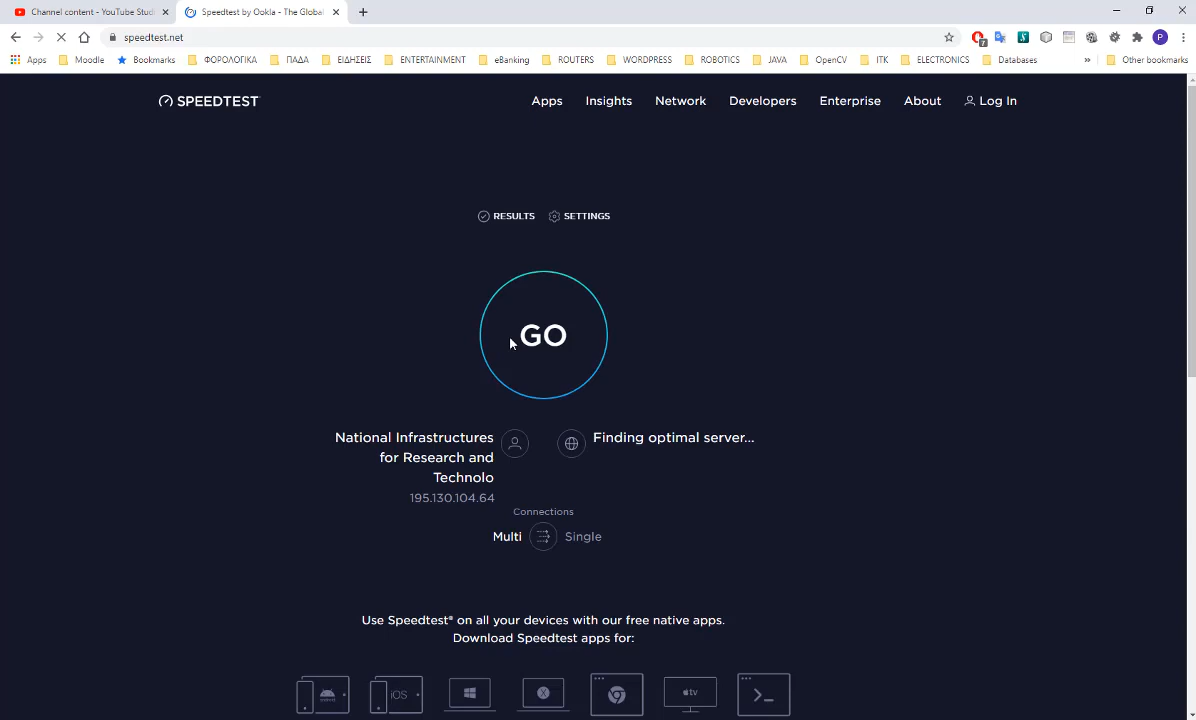 Channel content - YouTube Studi
Speedtest by Ookla - The Global
speedtest.net
7
P
Apps
Moodle
Bookmarks
ΦΟΡΟΛΟΓΙΚΑ
ΠΑΔΑ
ΕΙΔΗΣΕΙΣ
ENTERTAINMENT
eBanking
ROUTERS
WORDPRESS
ROBOTICS
JAVA
OpenCV
ITK
ELECTRONICS
Databases
»
Other bookmarks
SPEEDTEST
Apps
Insights
Network
Developers
Enterprise
About
Log In
RESULTS
SETTINGS
GO
National Infrastructures
for Research and
Technolo
195.130.104.64
Finding optimal server...
Connections
Multi
Single
Use Speedtest® on all your devices with our free native apps.
Download Speedtest apps for:
iOS
tv